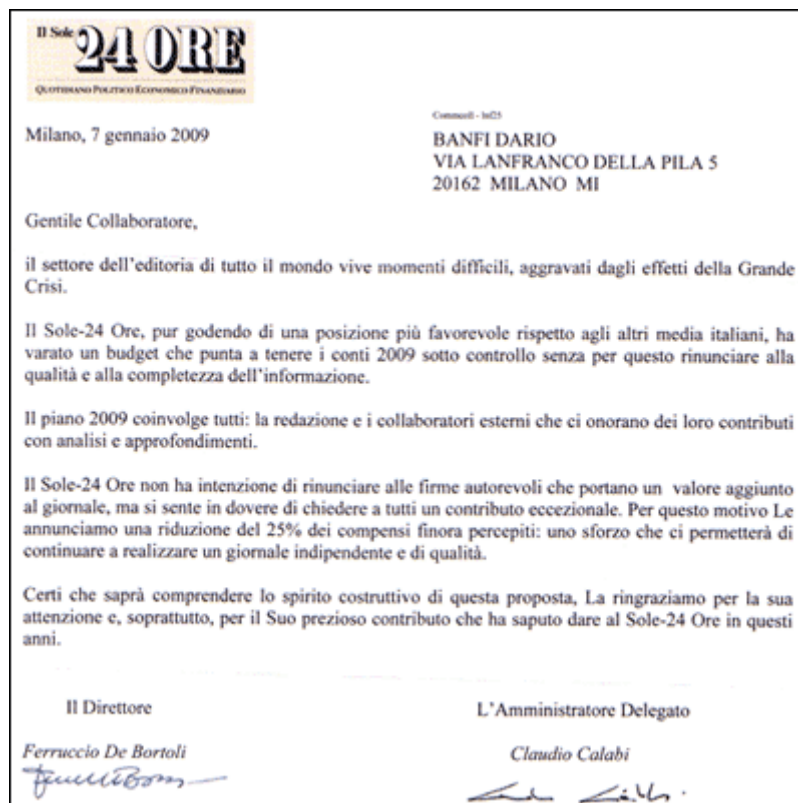 Il Sole
24 ORE
QUOTIDIANO POLITICO ECONOMICO FINANZIARIO
Milano, 7 gennaio 2009
BANFI DARIO
VIA LANFRANCO DELLA PILA 5
20162 MILANO MI
Gentile Collaboratore,
il settore dell'editoria di tutto il mondo vive momenti difficili, aggravati dagli effetti della Grande
Crisi.
Il Sole-24 Ore, pur godendo di una posizione più favorevole rispetto agli altri media italiani, ha
varato un budget che punta a tenere i conti 2009 sotto controllo senza per questo rinunciare alla
qualità e alla completezza dell'informazione.
Il piano 2009 coinvolge tutti: la redazione e i collaboratori esterni che ci onorano dei loro contributi
con analisi e approfondimenti.
Il Sole-24 Ore non ha intenzione di rinunciare alle firme autorevoli che portano un valore aggiunto
al giornale, ma si sente in dovere di chiedere a tutti un contributo eccezionale. Per questo motivo Le
annunciamo una riduzione del 25% dei compensi finora percepiti: uno sforzo che ci permetterà di
continuare a realizzare un giornale indipendente e di qualità.
Certi che saprà comprendere lo spirito costruttivo di questa proposta, La ringraziamo per la sua
attenzione e, soprattutto, per il Suo prezioso contributo che ha saputo dare al Sole-24 Ore in questi
anni.
Il Direttore
L'Amministratore Delegato
Ferruccio De Bortoli
Claudio Calabi